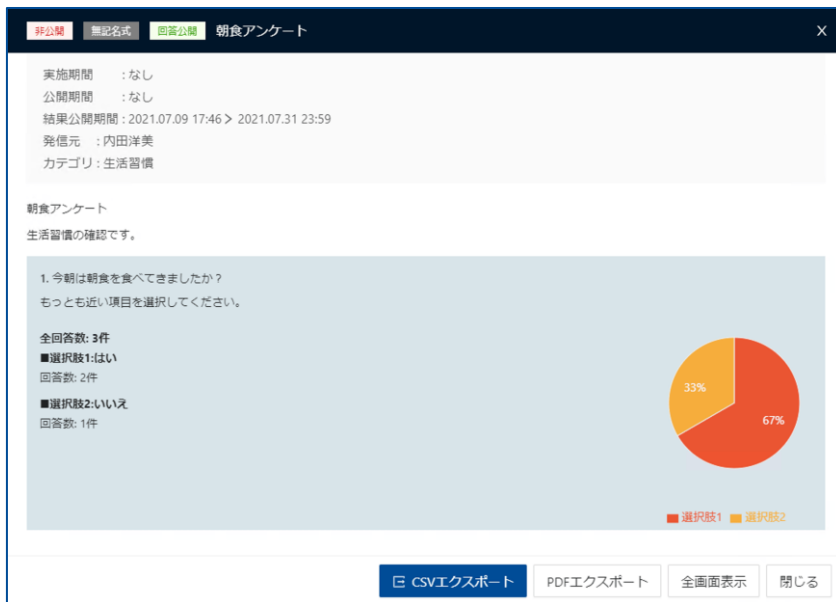 非公開 無記名式 回答公開 朝食アンケート X
実施期間 : なし
公開期間 : なし
結果公開期間 : 2021.07.09 17:46 > 2021.07.31 23:59
発信元 : 内田洋美
カテゴリ : 生活習慣
朝食アンケート
生活習慣の確認です。
1. 今朝は朝食を食べてきましたか?
もっとも近い項目を選択してください。
全回答数: 3件
■選択肢1:はい
回答数: 2件
■選択肢2:いいえ
回答数: 1件
33%
67%
選択肢1 選択肢2
CSVエクスポート PDFエクスポート 全画面表示 閉じる